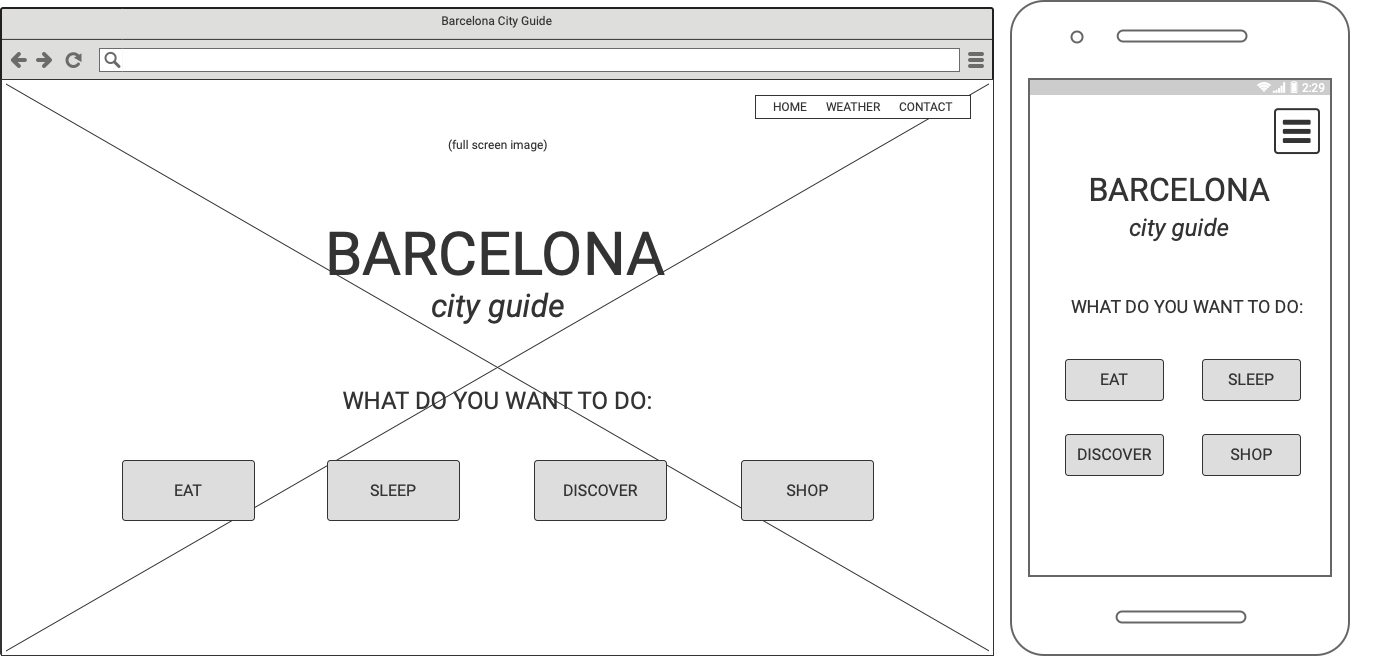 Barcelona City Guide
HOME WEATHER CONTACT
(full screen image)
BARCELONA
city guide
WHAT DO YOU WANT TO DO:
EAT SLEEP DISCOVER SHOP
2:29
BARCELONA
city guide
WHAT DO YOU WANT TO DO:
EAT SLEEP
DISCOVER SHOP